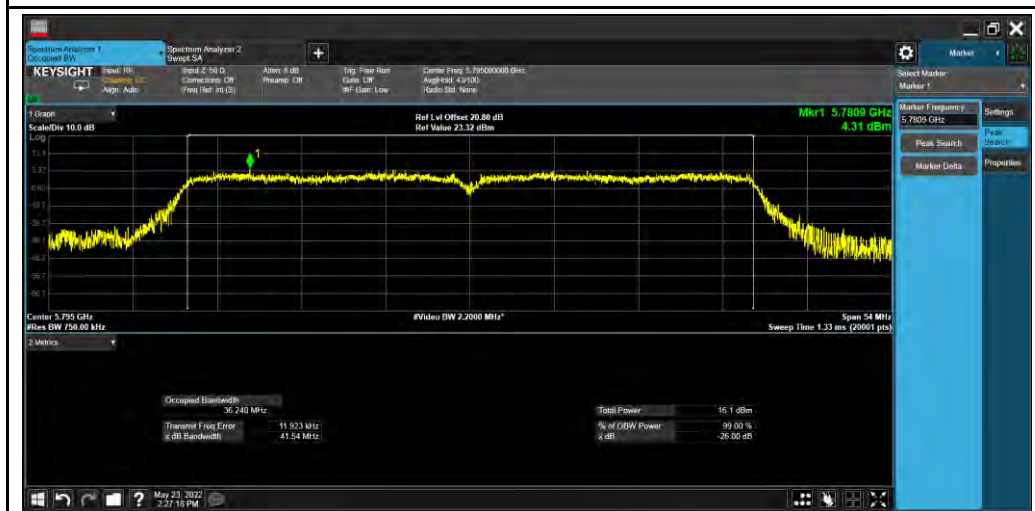 Spectrum Analyzer 1
Occupied BW
Spectrum Analyzer 2
Swept SA
+
Marker
KEYSIGHT
Input: RF
Align: Auto
Input Z: 50 Ω
Corrections: Off
Freq Ref: Int (S)
Atten: 6 dB
Preamp: Off
Trig: Free Run
Gate: Off
#IF Gain: Low
Center Freq: 5.795000000 GHz
Avg|Hold: 43/100
Radio Std: None
Select Marker
Marker 1
Marker Frequency
5.7809 GHz
Settings
Peak Search
Peak
Search
Marker Delta
Properties
1 Graph
Scale/Div 10.0 dB
Ref Lvl Offset 20.80 dB
Ref Value 23.32 dBm
Mkr1 5.7809 GHz
4.31 dBm
Log
1
Center 5.795 GHz
#Res BW 750.00 kHz
#Video BW 2.2000 MHz*
Span 54 MHz
Sweep Time 1.33 ms (20001 pts)
2 Metrics
Occupied Bandwidth
36.240 MHz
Transmit Freq Error
11.923 kHz
x dB Bandwidth
41.54 MHz
Total Power
16.1 dBm
% of OBW Power
99.00 %
x dB
-26.00 dB
?
May 23, 2022
2:27:18 PM